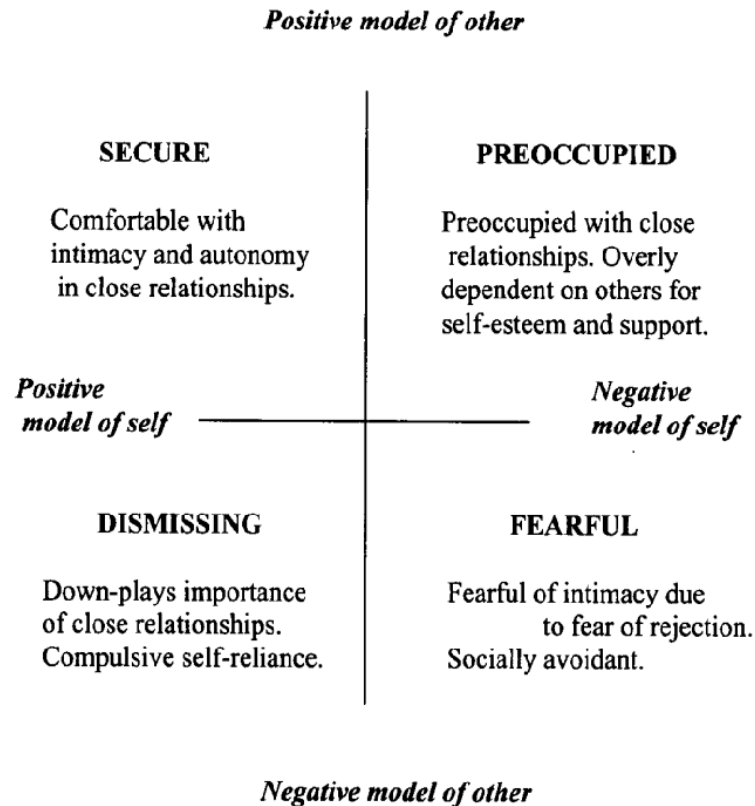 Positive model of other
SECURE
Comfortable with
intimacy and autonomy
in close relationships.
PREOCCUPIED
Preoccupied with close
relationships. Overly
dependent on others for
self-esteem and support.
Positive
model of self
Negative
model of self
DISMISSING
Down-plays importance
of close relationships.
Compulsive self-reliance.
FEARFUL
Fearful of intimacy due
to fear of rejection.
Socially avoidant.
Negative model of other